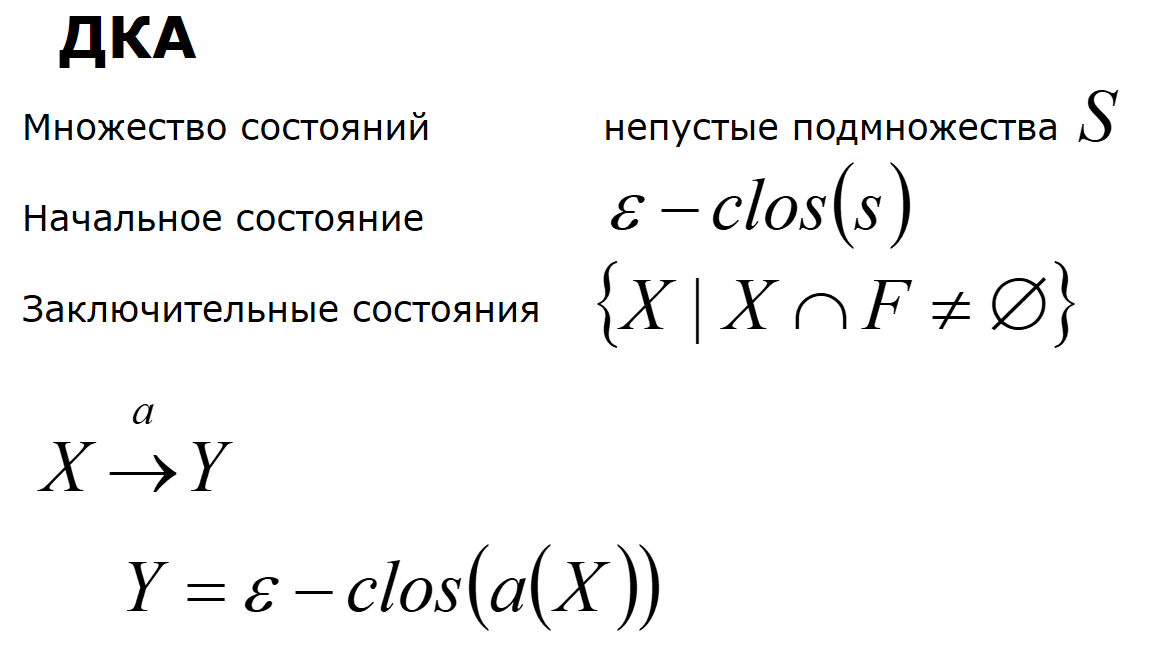 ДКА
Множество состояний непустые подмножества S
Начальное состояние ε – clos(s)
Заключительные состояния {X | X ∩ F ≠ ∅}
a
X → Y
Y = ε – clos(a(X))